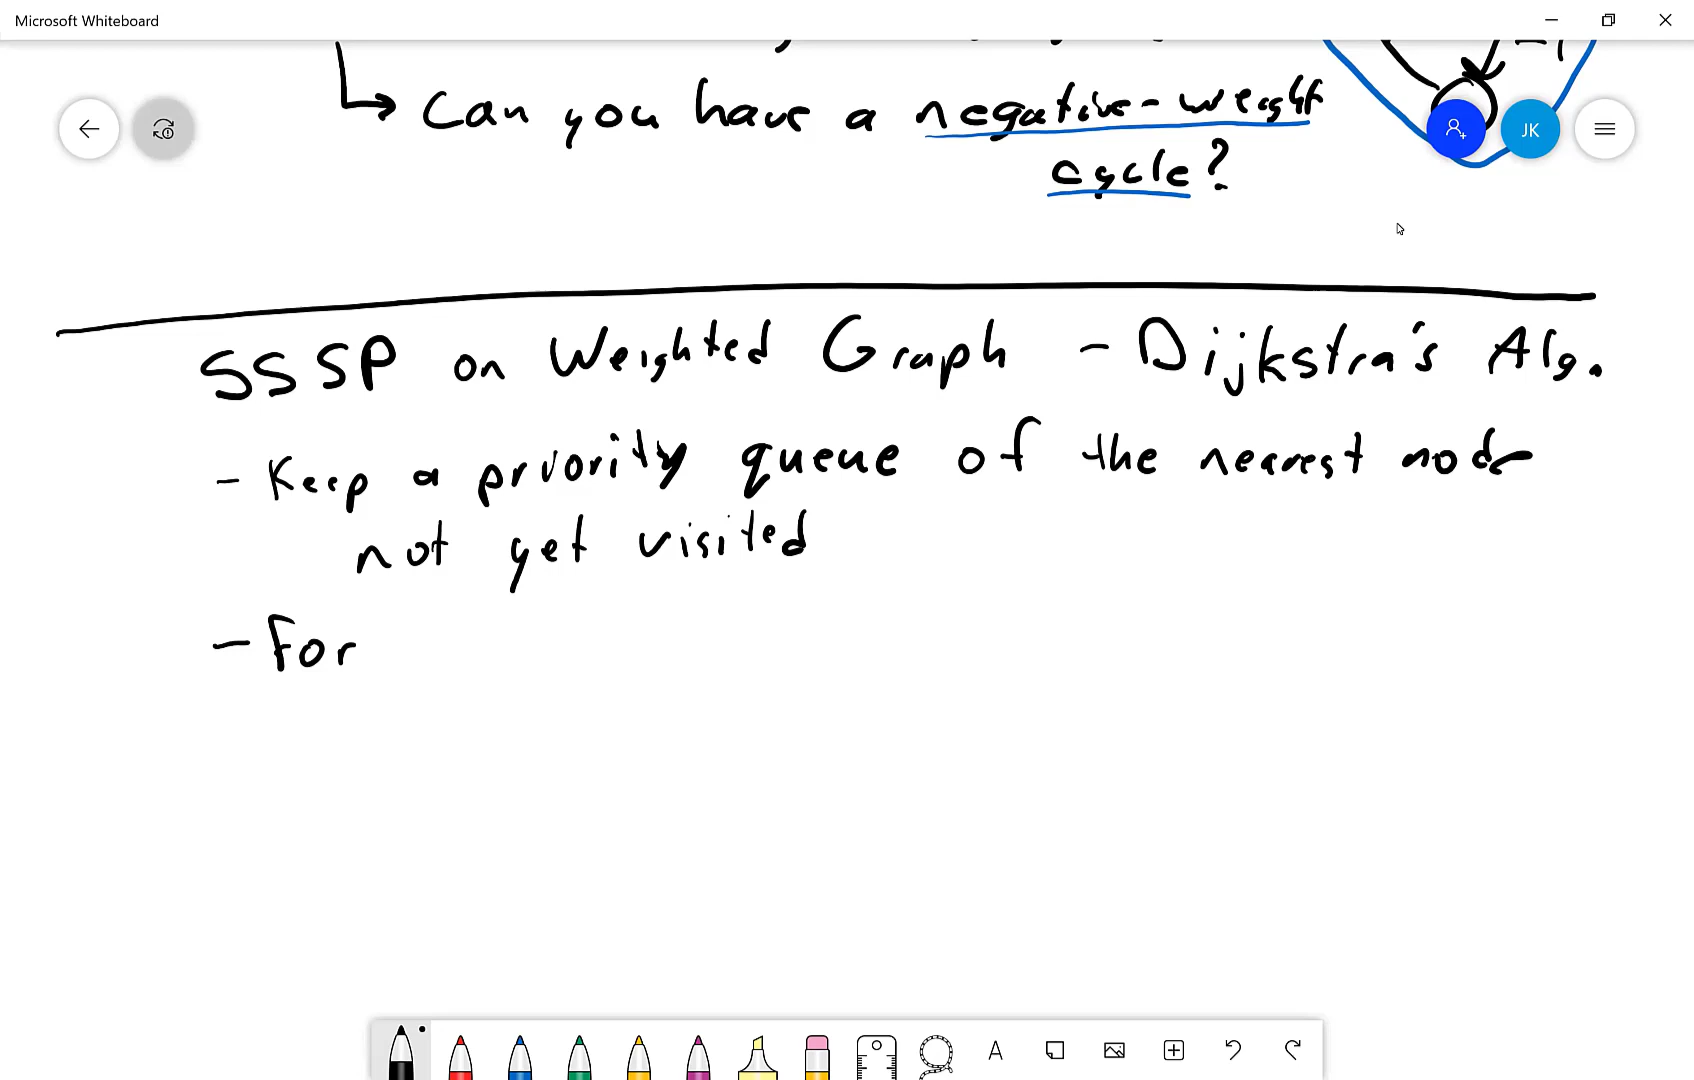 Microsoft Whiteboard
Can you have a negative-weight
cycle?
JK
SSSP on Weighted Graph - Dijkstra's Alg.
- Keep a priority queue of the nearest node
not yet visited
- For
A